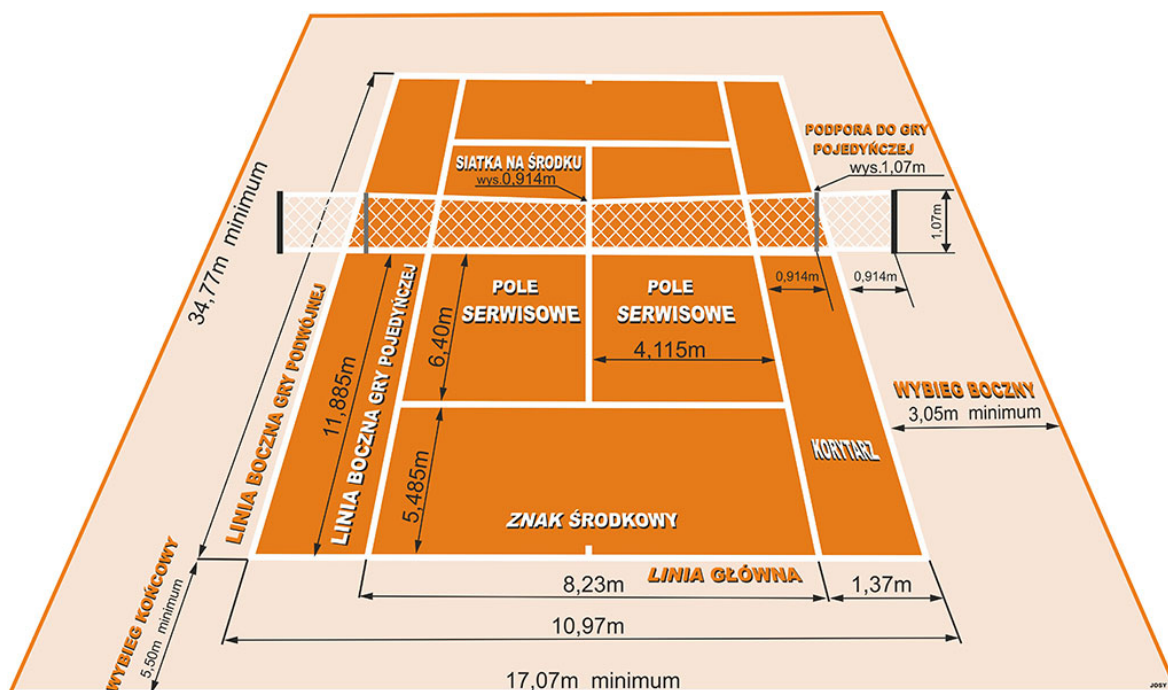 PODPORA DO GRY
POJEDYŃCZEJ
wys.1,07m
SIATKA NA ŚRODKU
wys.0,914m
34,77m minimum
1,07m
0,914m
0,914m
POLE
SERWISOWE
POLE
SERWISOWE
LINIA BOCZNA GRY PODWÓJNEJ
11,885m
LINIA BOCZNA GRY POJEDYŃCZEJ
6,40m
4,115m
WYBIEG BOCZNY
3,05m minimum
KORYTARZ
5,485m
ZNAK ŚRODKOWY
LINIA GŁÓWNA
8,23m
1,37m
10,97m
WYBIEG KOŃCOWY
5,50m minimum
17,07m minimum
JOSY